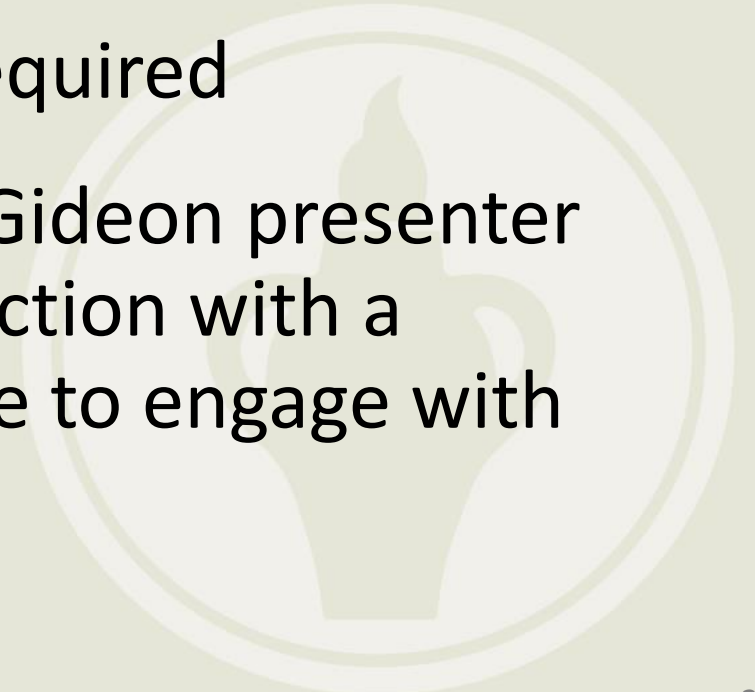 equired
Gideon presenter
ction with a
e to engage with